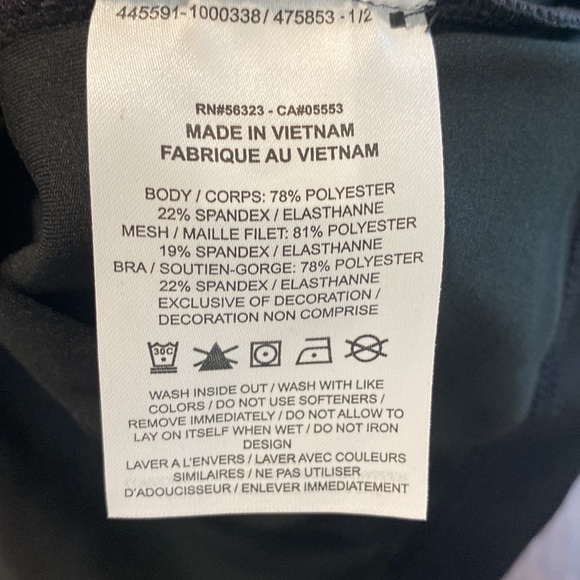 445591-1000338/ 475853 -1/2
RN#56323 - CA#05553
MADE IN VIETNAM
FABRIQUE AU VIETNAM
BODY / CORPS: 78% POLYESTER
22% SPANDEX / ELASTHANNE
MESH / MAILLE FILET: 81% POLYESTER
19% SPANDEX / ELASTHANNE
BRA / SOUTIEN-GORGE: 78% POLYESTER
22% SPANDEX / ELASTHANNE
EXCLUSIVE OF DECORATION /
DECORATION NON COMPRISE
30C
WASH INSIDE OUT / WASH WITH LIKE
COLORS / DO NOT USE SOFTENERS /
REMOVE IMMEDIATELY / DO NOT ALLOW TO
LAY ON ITSELF WHEN WET / DO NOT IRON
DESIGN
LAVER A L'ENVERS / LAVER AVEC COULEURS
SIMILAIRES / NE PAS UTILISER
D'ADOUCISSEUR / ENLEVER IMMEDIATEMENT